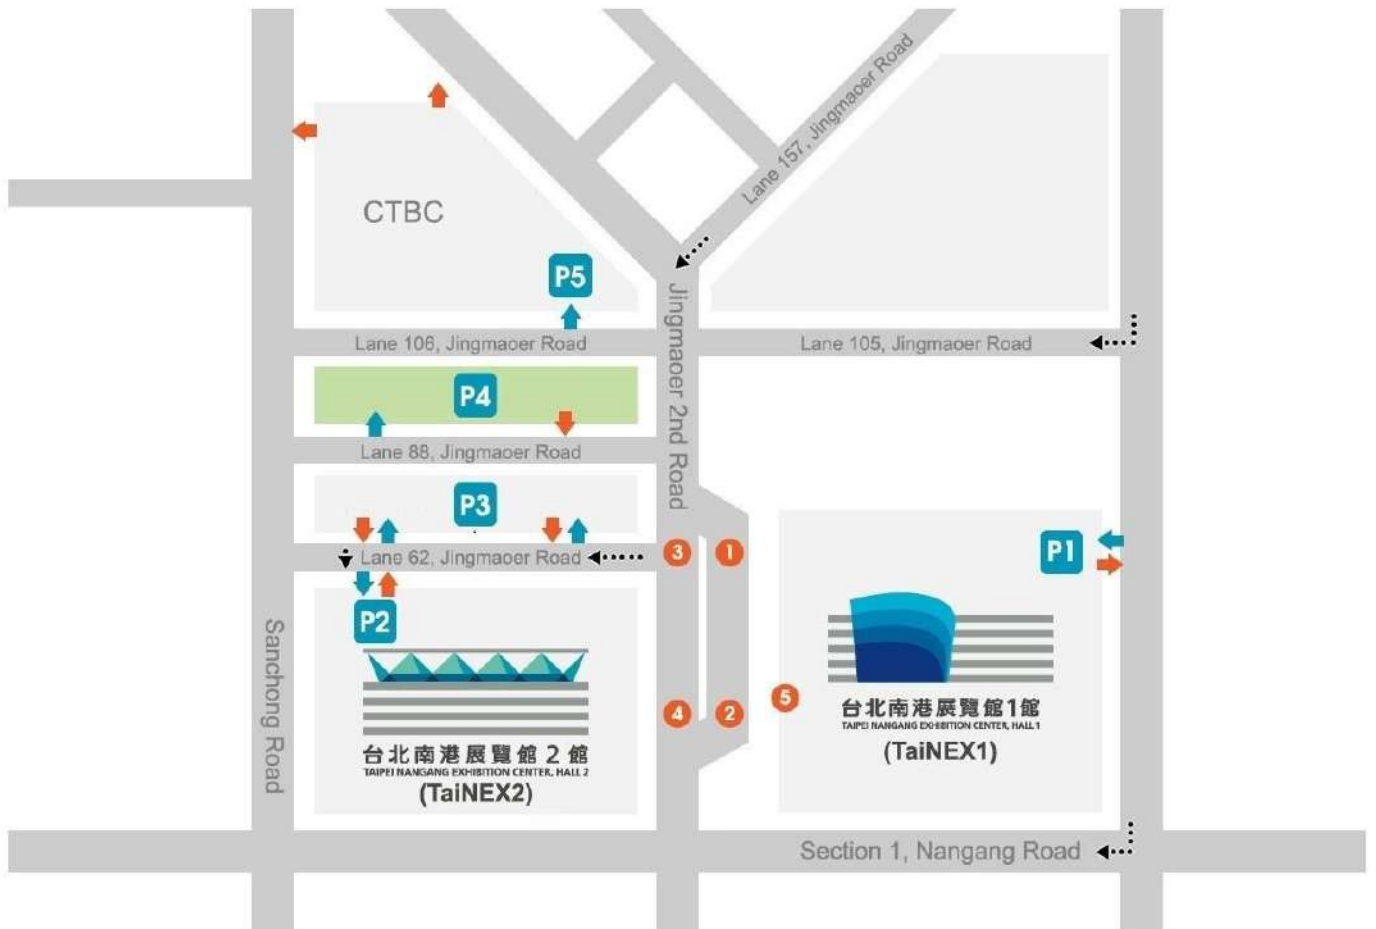 Lane 157, Jingmaoer Road
CTBC
P5
Jingmaoer 2nd Road
Lane 106, Jingmaoer Road
Lane 105, Jingmaoer Road
P4
Lane 88, Jingmaoer Road
P3
P1
Lane 62, Jingmaoer Road
3
1
P2
Sanchong Road
4
2
5
台北南港展覽館1館
TAIPEI NANGANG EXHIBITION CENTER, HALL 1
(TaiNEX1)
台北南港展覽館2館
TAIPEI NANGANG EXHIBITION CENTER, HALL 2
(TaiNEX2)
Section 1, Nangang Road